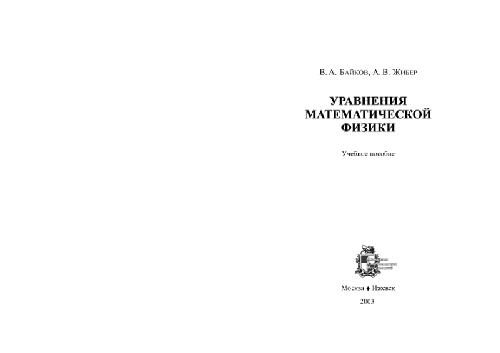 В. А. Байков, А. В. Жибер
УРАВНЕНИЯ
МАТЕМАТИЧЕСКОЙ
ФИЗИКИ
Учебное пособие
Москва ♦ Ижевск
2003